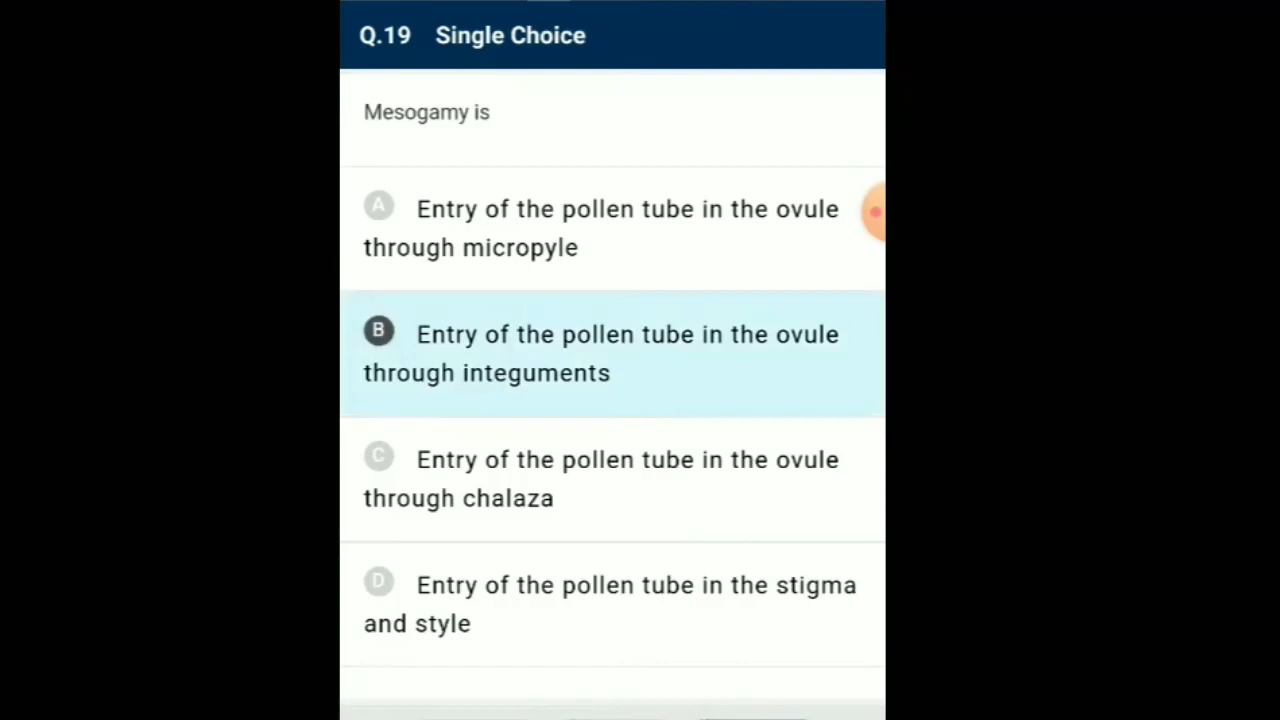 Q.19 Single Choice
Mesogamy is
A Entry of the pollen tube in the ovule
through micropyle
B Entry of the pollen tube in the ovule
through integuments
C Entry of the pollen tube in the ovule
through chalaza
D Entry of the pollen tube in the stigma
and style